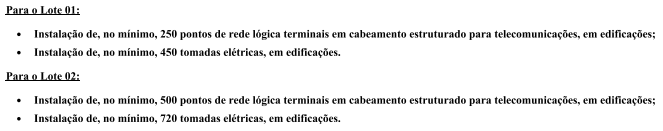 Para o Lote 01:
• Instalação de, no mínimo, 250 pontos de rede lógica terminais em cabeamento estruturado para telecomunicações, em edificações;
• Instalação de, no mínimo, 450 tomadas elétricas, em edificações.
Para o Lote 02:
• Instalação de, no mínimo, 500 pontos de rede lógica terminais em cabeamento estruturado para telecomunicações, em edificações;
• Instalação de, no mínimo, 720 tomadas elétricas, em edificações.